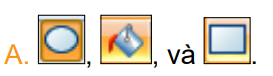 A. , , và .